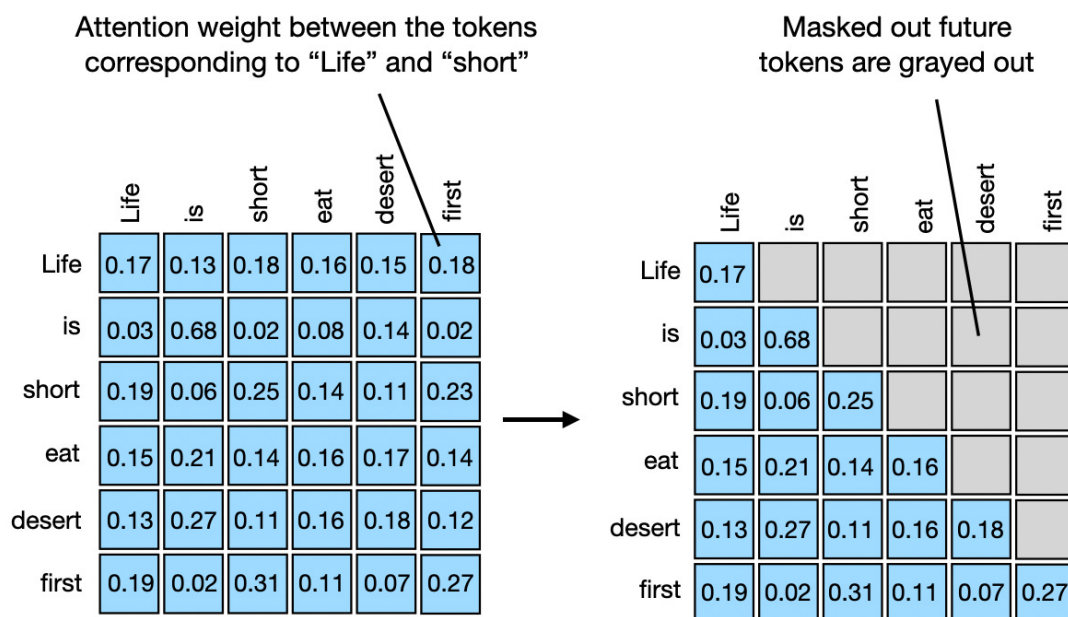 Attention weight between the tokens
corresponding to “Life” and “short”
Masked out future
tokens are grayed out
Life is short eat desert first
Life 0.17 0.13 0.18 0.16 0.15 0.18
is 0.03 0.68 0.02 0.08 0.14 0.02
short 0.19 0.06 0.25 0.14 0.11 0.23
eat 0.15 0.21 0.14 0.16 0.17 0.14
desert 0.13 0.27 0.11 0.16 0.18 0.12
first 0.19 0.02 0.31 0.11 0.07 0.27
Life is short eat desert first
Life 0.17
is 0.03 0.68
short 0.19 0.06 0.25
eat 0.15 0.21 0.14 0.16
desert 0.13 0.27 0.11 0.16 0.18
first 0.19 0.02 0.31 0.11 0.07 0.27